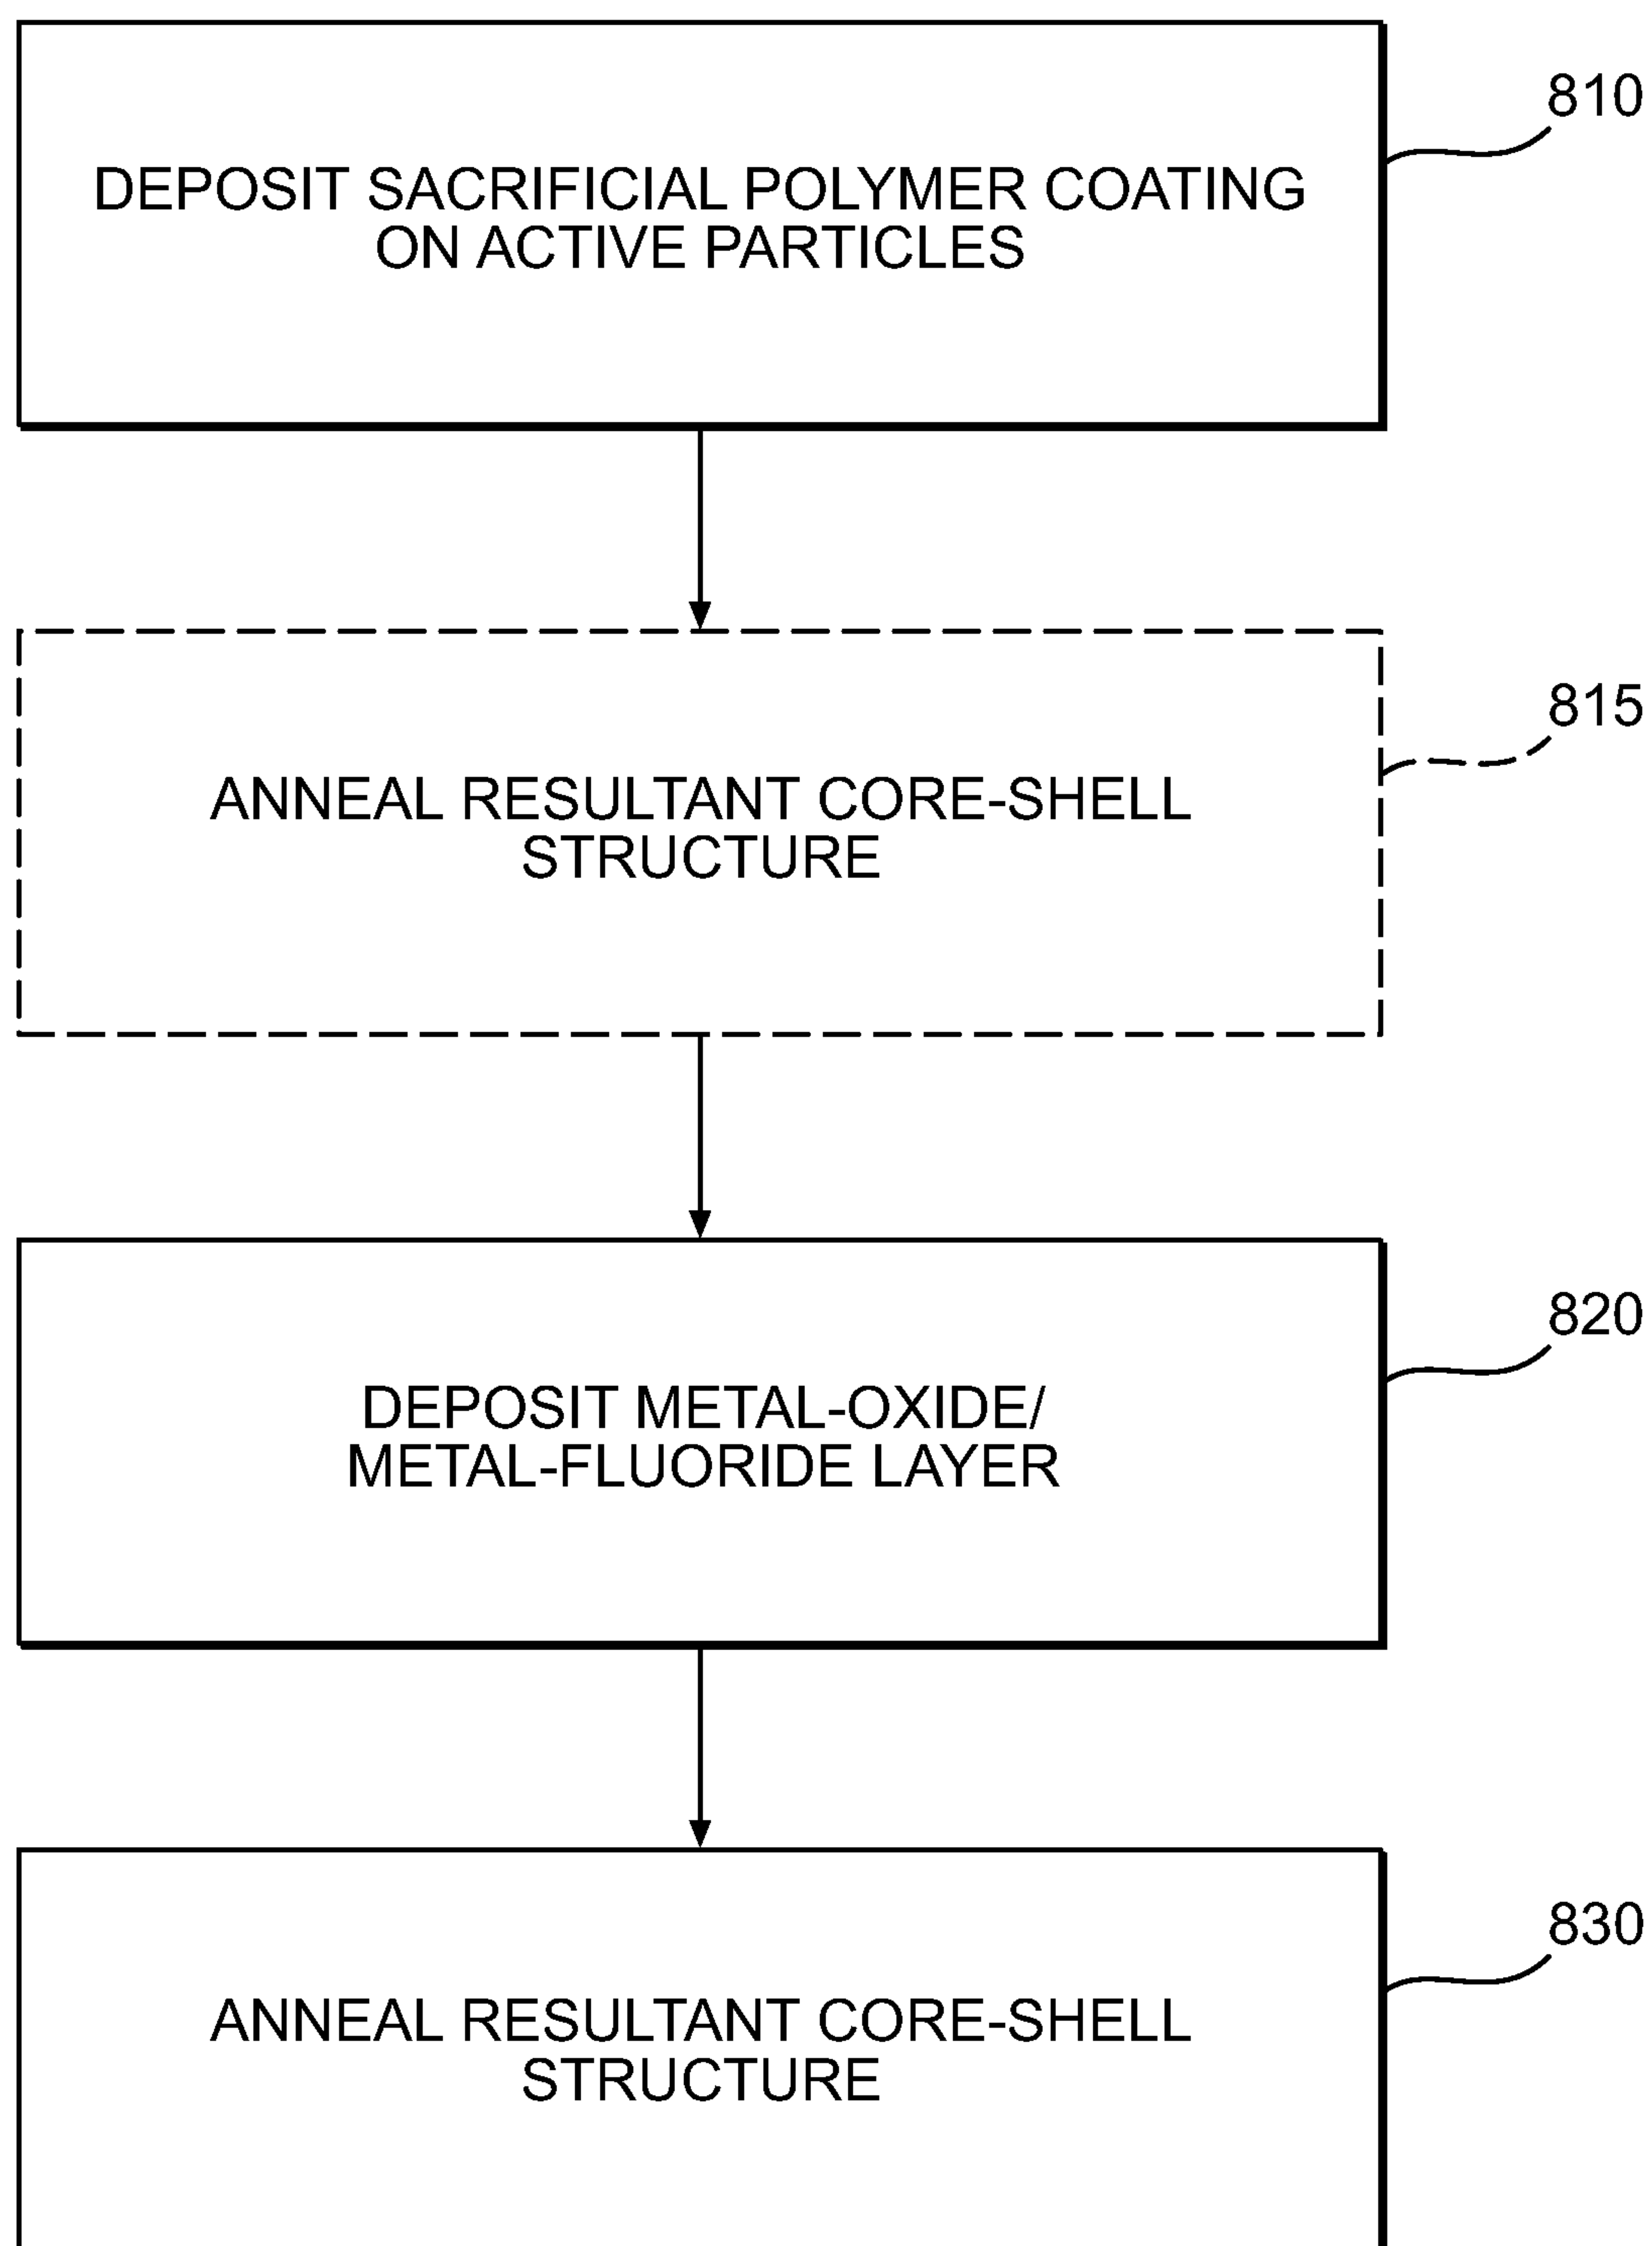 810
DEPOSIT SACRIFICIAL POLYMER COATING
ON ACTIVE PARTICLES
815
ANNEAL RESULTANT CORE-SHELL
STRUCTURE
820
DEPOSIT METAL-OXIDE/
METAL-FLUORIDE LAYER
830
ANNEAL RESULTANT CORE-SHELL
STRUCTURE